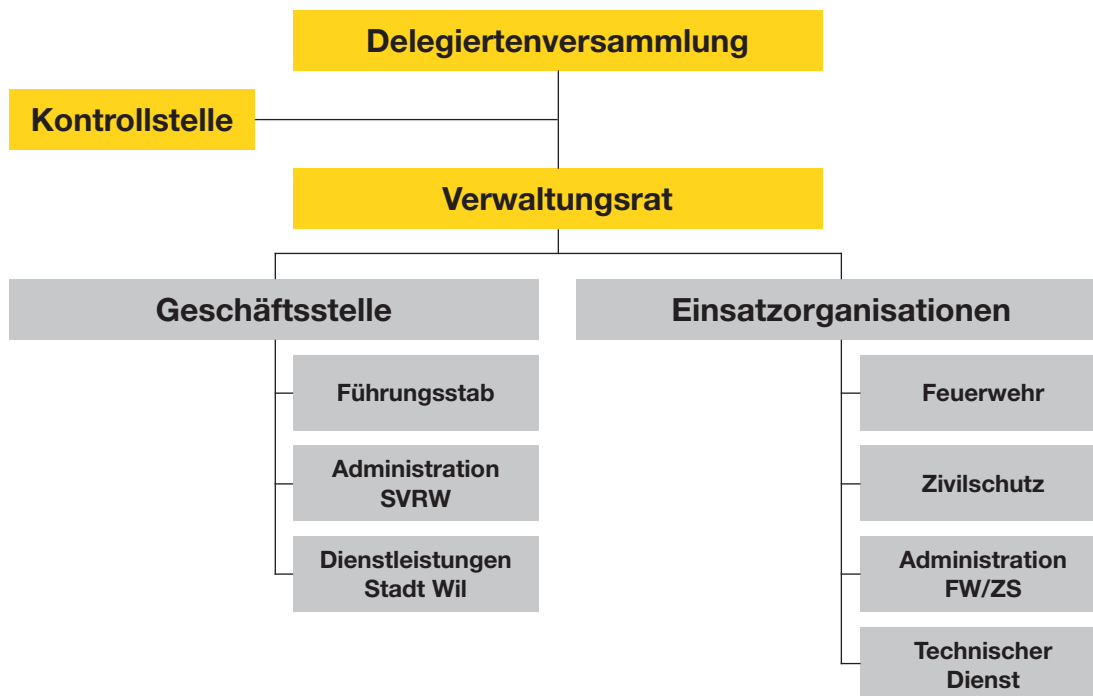 Delegiertenversammlung
Kontrollstelle
Verwaltungsrat
Geschäftsstelle
Führungsstab
Administration
SVRW
Dienstleistungen
Stadt Wil
Einsatzorganisationen
Feuerwehr
Zivilschutz
Administration
FW/ZS
Technischer
Dienst